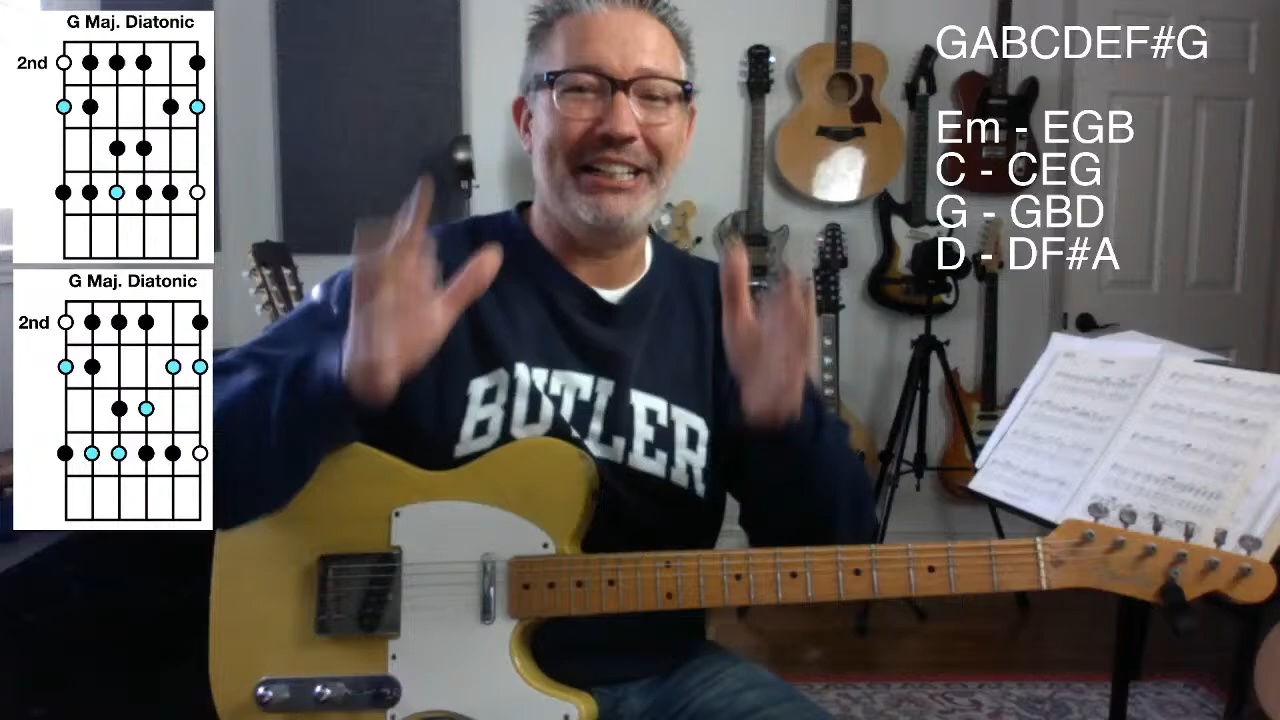 G Maj. Diatonic
2nd
G Maj. Diatonic
2nd
GABCDEF#G
Em - EGB
C - CEG
G - GBD
D - DF#A
BUTLER